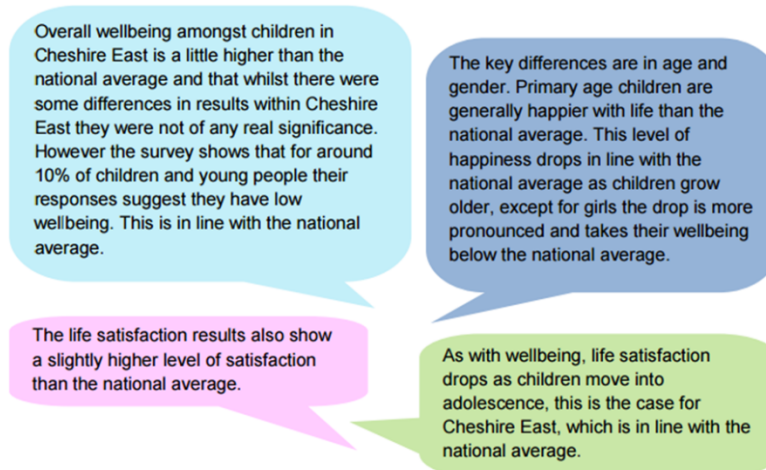 Overall wellbeing amongst children in
Cheshire East is a little higher than the
national average and that whilst there were
some differences in results within Cheshire
East they were not of any real significance.
However the survey shows that for around
10% of children and young people their
responses suggest they have low
wellbeing. This is in line with the national
average.
The key differences are in age and
gender. Primary age children are
generally happier with life than the
national average. This level of
happiness drops in line with the
national average as children grow
older, except for girls the drop is more
pronounced and takes their wellbeing
below the national average.
The life satisfaction results also show
a slightly higher level of satisfaction
than the national average.
As with wellbeing, life satisfaction
drops as children move into
adolescence, this is the case for
Cheshire East, which is in line with the
national average.